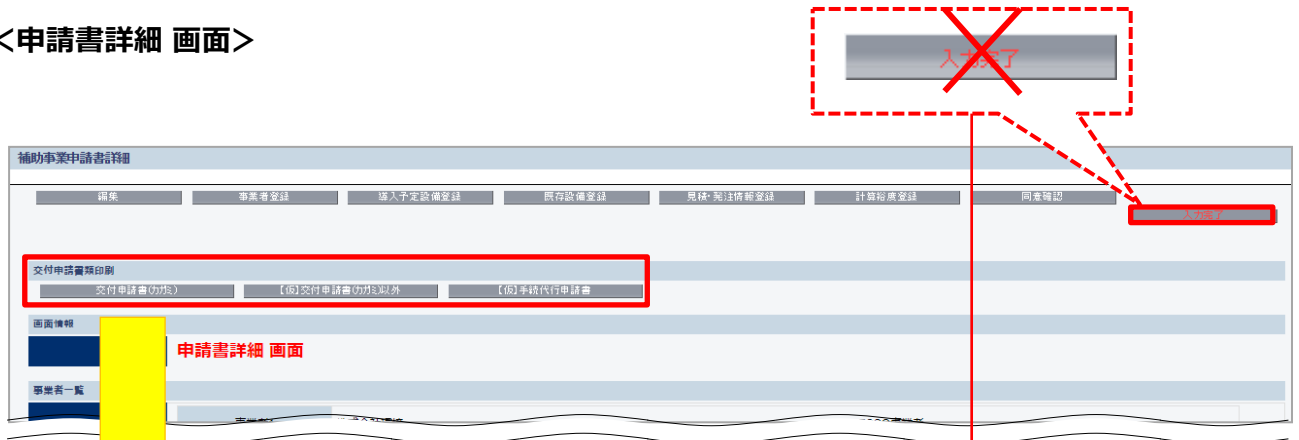 <申請書詳細 画面>
入力完了
補助事業申請書詳細
編集 事業者登録 導入予定設備登録 既存設備登録 見積・発注情報登録 計算裕度登録 同意確認
入力完了
交付申請書類印刷
交付申請書(カガミ) 【仮】交付申請書(カガミ)以外 【仮】手続代行申請書
画面情報
申請書詳細 画面
事業者一覧